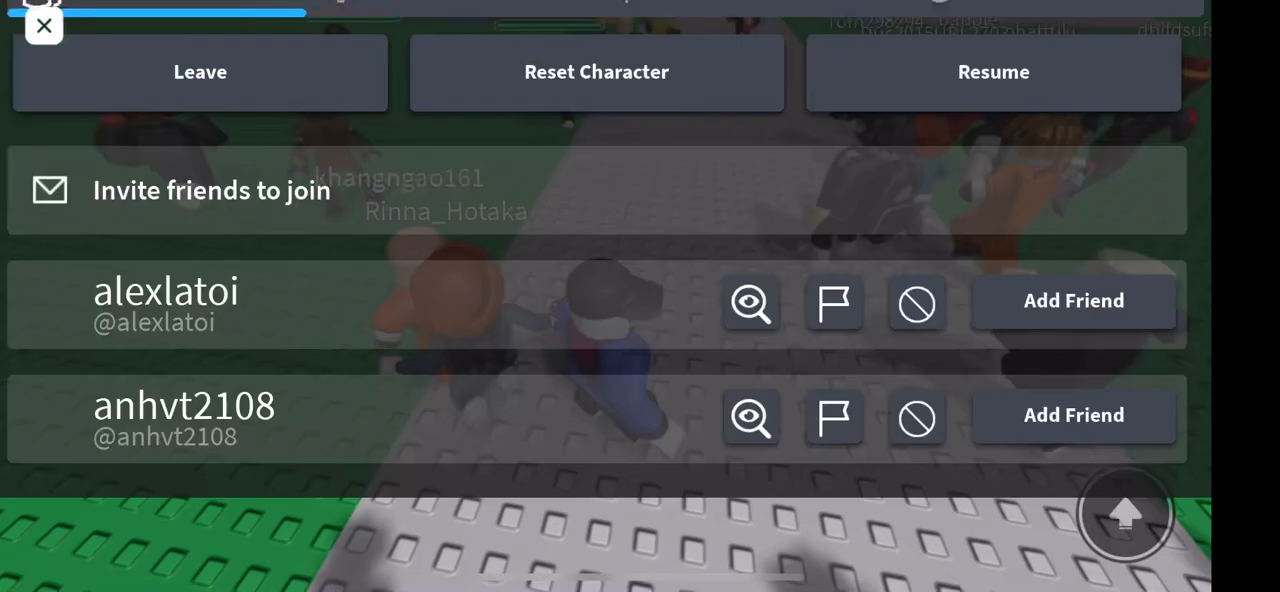 Leave
Reset Character
Resume
khangngao161
Invite friends to join
Rinna_Hotaka
alexlatoi
@alexlatoi
Add Friend
anhvt2108
@anhvt2108
Add Friend